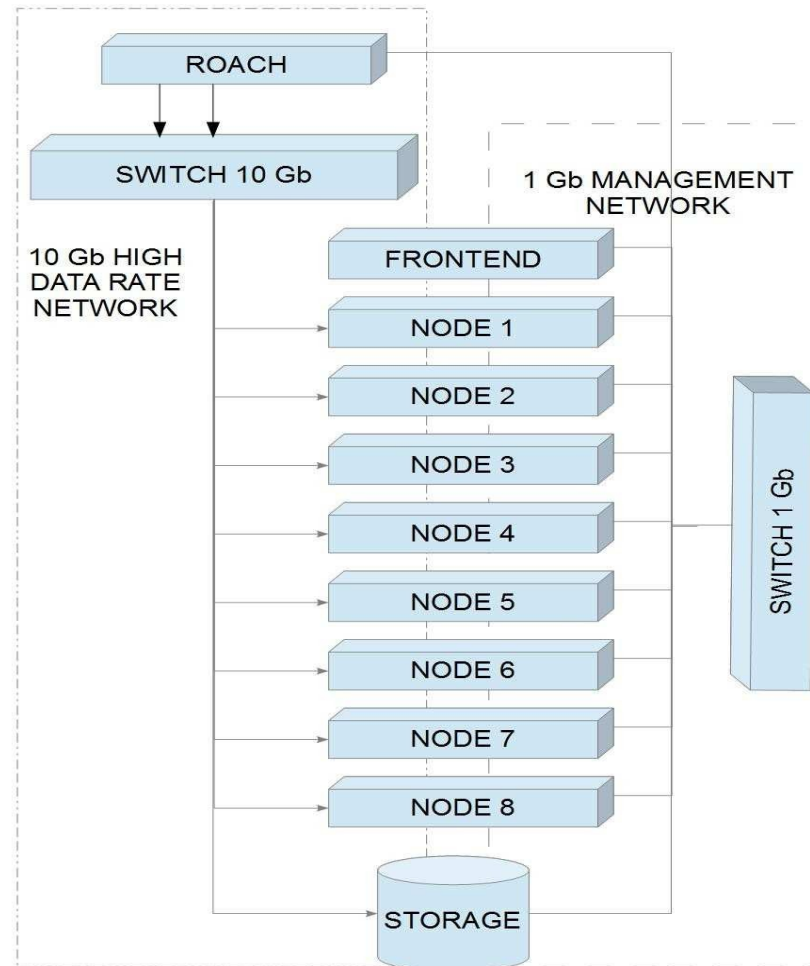 ROACH
SWITCH 10 Gb
1 Gb MANAGEMENT
NETWORK
10 Gb HIGH
DATA RATE
NETWORK
FRONTEND
NODE 1
NODE 2
NODE 3
NODE 4
NODE 5
NODE 6
NODE 7
NODE 8
SWITCH 1 Gb
STORAGE